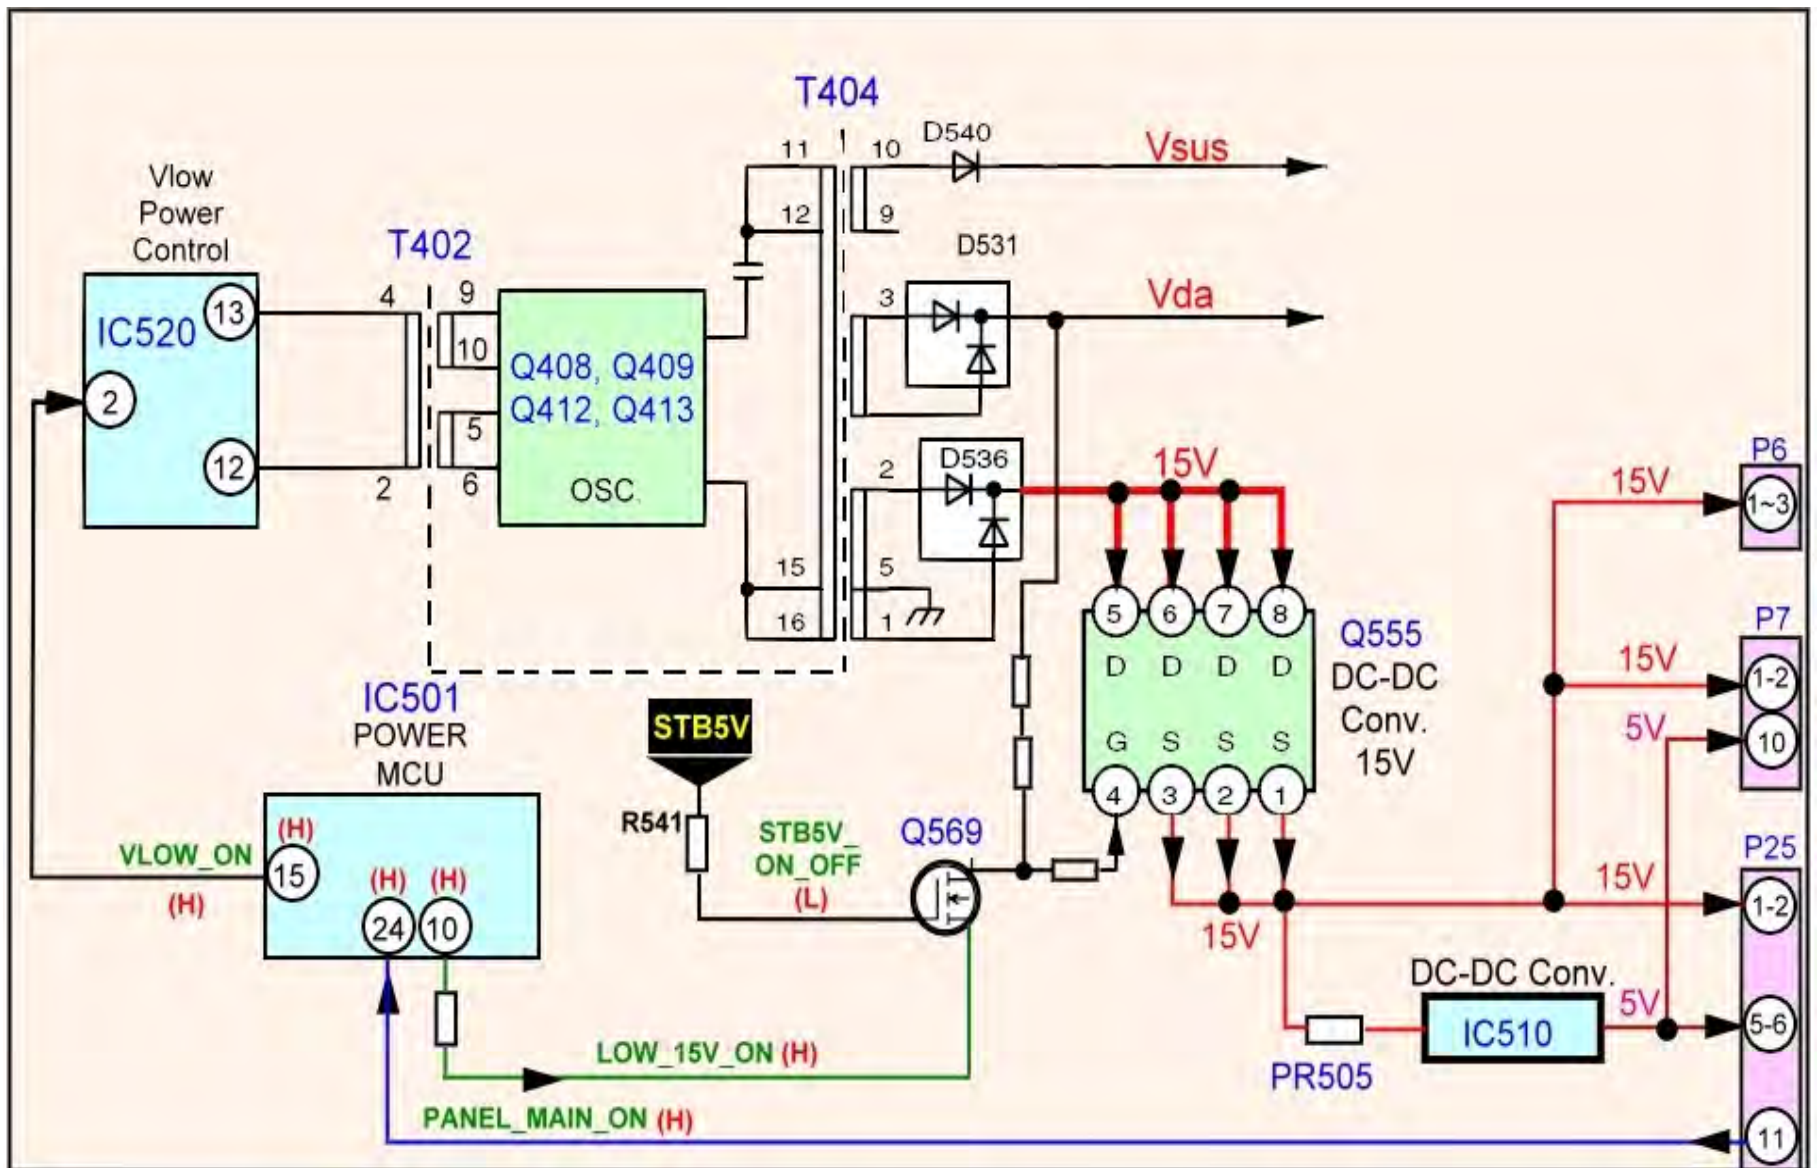 T404
D540
11
10
Vsus
12
9
Vlow
Power
Control
T402
D531
IC520
13
4
9
3
Vda
10
Q408, Q409
Q412, Q413
2
12
5
2
6
OSC.
2
D536
15V
P6
15V
1~3
15
5
16
1
5
6
7
8
D
D
D
D
G
S
S
S
4
3
2
1
Q555
DC-DC
Conv.
15V
P7
15V
1-2
5V
10
IC501
POWER
MCU
STB5V
R541
STB5V_
ON_OFF
(L)
Q569
VLOW_ON
(H)
(H)
15
(H)
(H)
24
10
P25
15V
1-2
15V
DC-DC Conv.
IC510
5V
5-6
PR505
LOW_15V_ON (H)
PANEL_MAIN_ON (H)
11